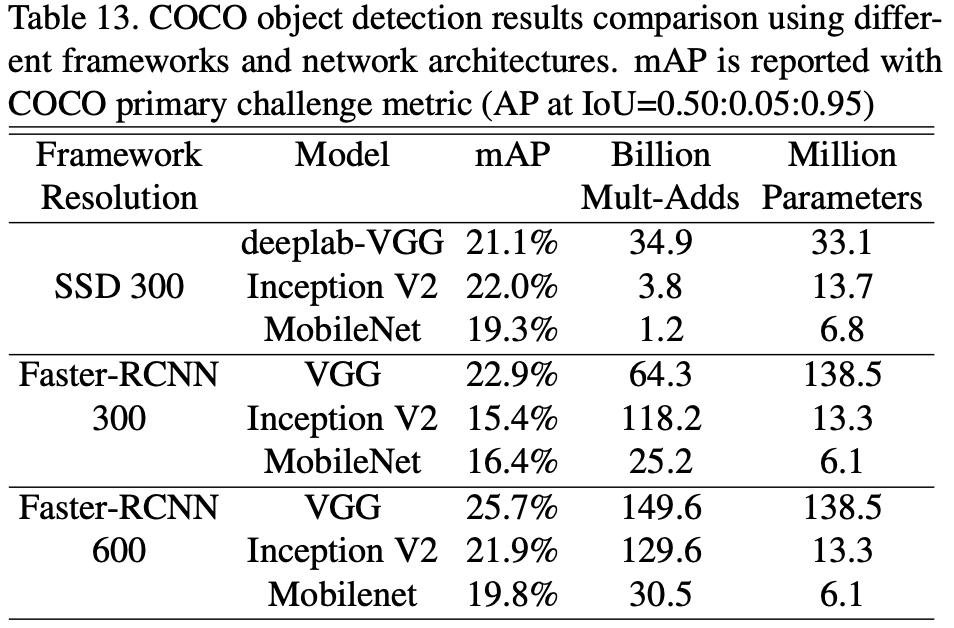 Table 13. COCO object detection results comparison using differ-
ent frameworks and network architectures. mAP is reported with
COCO primary challenge metric (AP at IoU=0.50:0.05:0.95)
Framework Model mAP Billion Million
Resolution Mult-Adds Parameters
deeplab-VGG 21.1% 34.9 33.1
SSD 300 Inception V2 22.0% 3.8 13.7
MobileNet 19.3% 1.2 6.8
Faster-RCNN VGG 22.9% 64.3 138.5
300 Inception V2 15.4% 118.2 13.3
MobileNet 16.4% 25.2 6.1
Faster-RCNN VGG 25.7% 149.6 138.5
600 Inception V2 21.9% 129.6 13.3
Mobilenet 19.8% 30.5 6.1